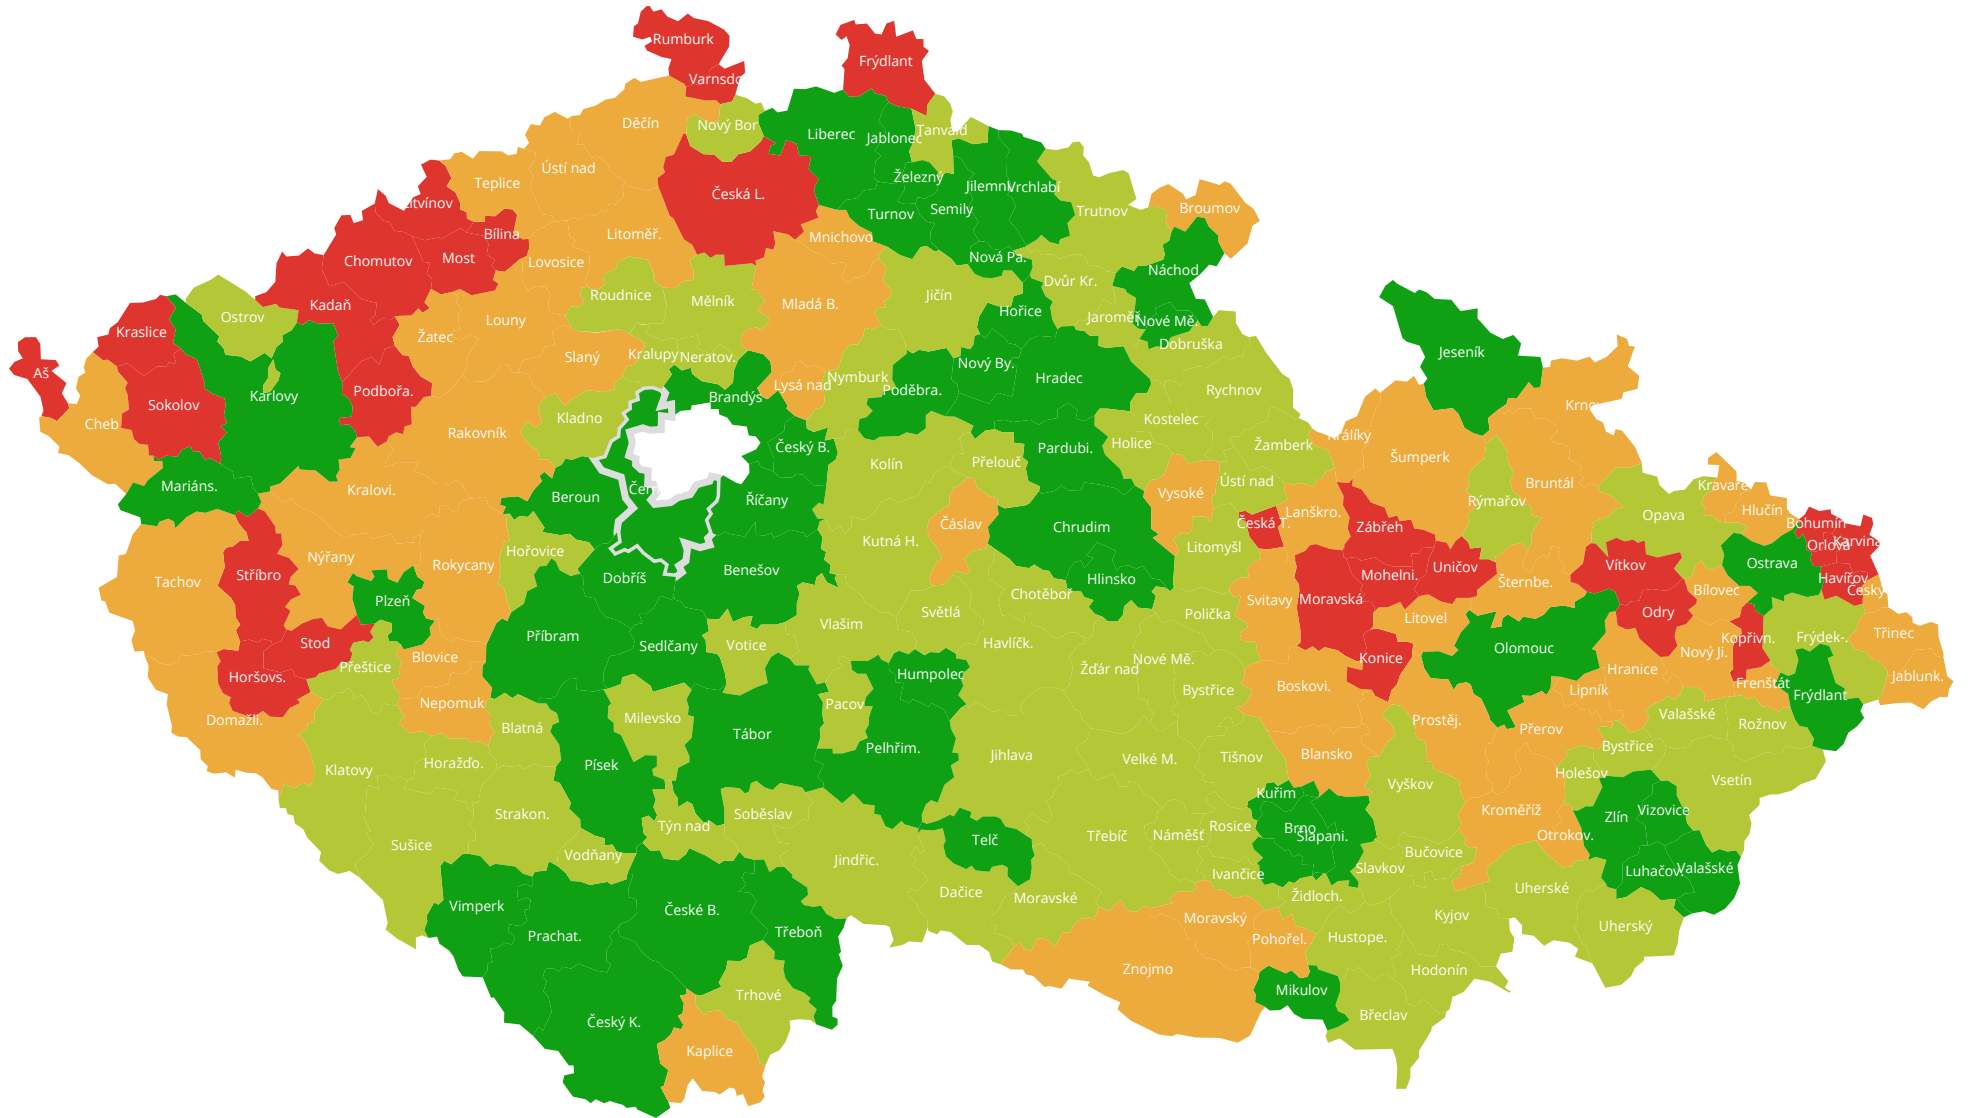 Rumburk
Frýdlant
Varnsdo
Děčín
Nový Bor
Liberec
Jablonec
Tanvald
Ústí nad
Teplice
Česká L.
Železný
Jilemni
Vrchlabí
Litvínov
Bílina
Litoměř.
Mnichovo
Turnov
Semily
Trutnov
Broumov
Chomutov
Most
Lovosice
Nová Pa.
Náchod
Kadaň
Roudnice
Mělník
Mladá B.
Jičín
Dvůr Kr.
Ostrov
Louny
Hořice
Jaroměř
Nové Mě.
Kraslice
Žatec
Slaný
Kralupy
Neratov.
Dobruška
Jeseník
Aš
Podbořa.
Lysá nad
Nymburk
Poděbra.
Nový By.
Hradec
Rychnov
Sokolov
Karlovy
Brandýs
Krnov
Cheb
Rakovník
Kladno
Kostelec
Králíky
Český B.
Kolín
Přelouč
Pardubi.
Holice
Žamberk
Šumperk
Mariáns.
Kralovi.
Beroun
Čern
Říčany
Vysoké
Ústí nad
Rýmařov
Bruntál
Kravaře
Čáslav
Chrudim
Česká T.
Lanškro.
Zábřeh
Opava
Hlučín
Bohumín
Nýřany
Hořovice
Kutná H.
Litomyšl
Orlová
Karviná
Tachov
Stříbro
Rokycany
Dobříš
Benešov
Hlinsko
Mohelni.
Uničov
Šternbe.
Vítkov
Ostrava
Havířov
Český
Plzeň
Chotěboř
Svitavy
Moravská
Bílovec
Příbram
Sedlčany
Votice
Vlašim
Světlá
Polička
Litovel
Odry
Stod
Blovice
Havlíčk.
Olomouc
Kopřivn.
Frýdek-.
Třinec
Horšovs.
Přeštice
Humpolec
Žďár nad
Nové Mě.
Konice
Hranice
Nový Ji.
Nepomuk
Milevsko
Pacov
Bystřice
Boskovi.
Lipník
Frenštát
Frýdlant
Jablunk.
Domažli.
Blatná
Tábor
Pelhřim.
Prostěj.
Přerov
Valašské
Rožnov
Klatovy
Horažďo.
Písek
Jihlava
Velké M.
Tišnov
Blansko
Bystřice
Vyškov
Holešov
Vsetín
Strakon.
Soběslav
Kuřim
Kroměříž
Zlín
Vizovice
Týn nad
Telč
Třebíč
Náměšť
Rosice
Brno
Šlapani.
Otrokov.
Sušice
Vodňany
Jindřic.
Ivančice
Slavkov
Bučovice
Luhačov.
Valašské
Vimperk
České B.
Dačice
Moravské
Židloch.
Uherské
Prachat.
Třeboň
Moravský
Pohořel.
Hustope.
Kyjov
Uherský
Znojmo
Hodonín
Trhové
Mikulov
Český K.
Břeclav
Kaplice